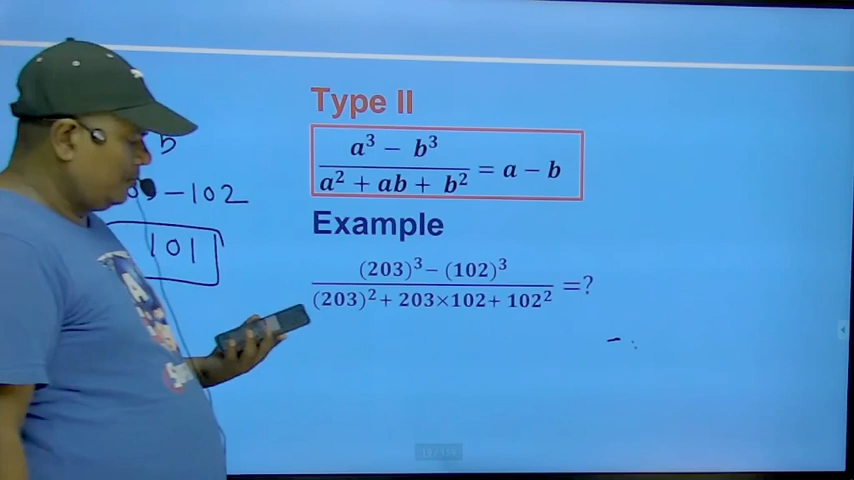 Type II
a³ − b³
a² + ab + b² = a − b
Example
(203)³ − (102)³
(203)² + 203×102 + 102² =?
b
−102
101